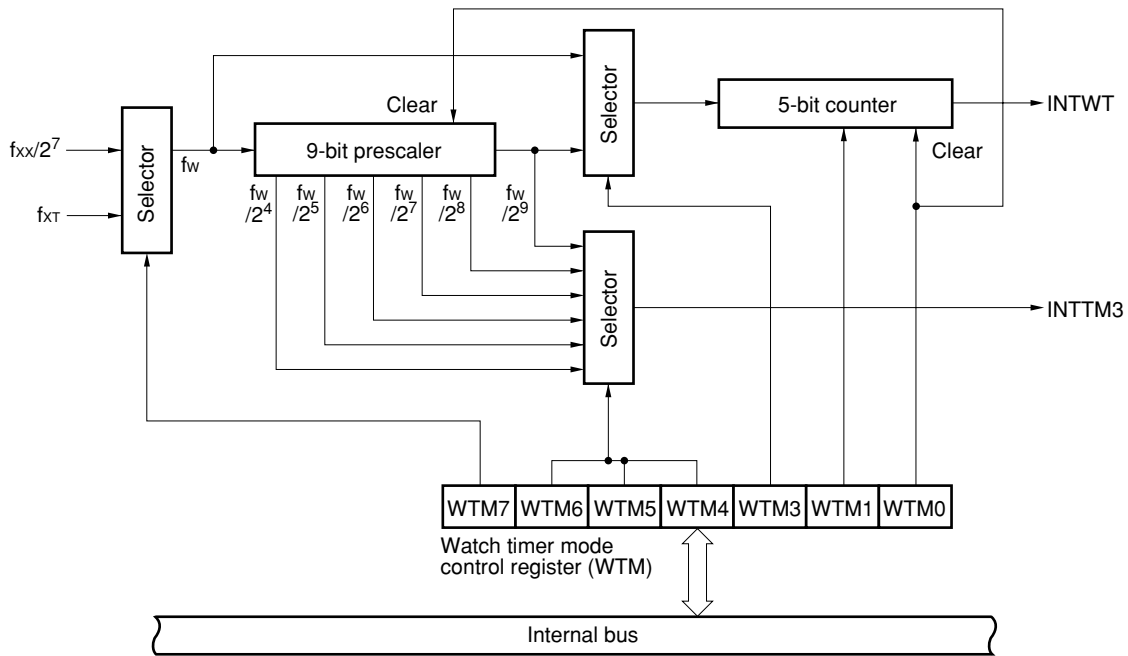 Clear
Selector
5-bit counter
INTWT
fXX/2^7
Selector
fW
9-bit prescaler
Clear
fXT
fW/2^4
fW/2^5
fW/2^6
fW/2^7
fW/2^8
fW/2^9
Selector
INTTM3
WTM7 WTM6 WTM5 WTM4 WTM3 WTM1 WTM0
Watch timer mode
control register (WTM)
Internal bus